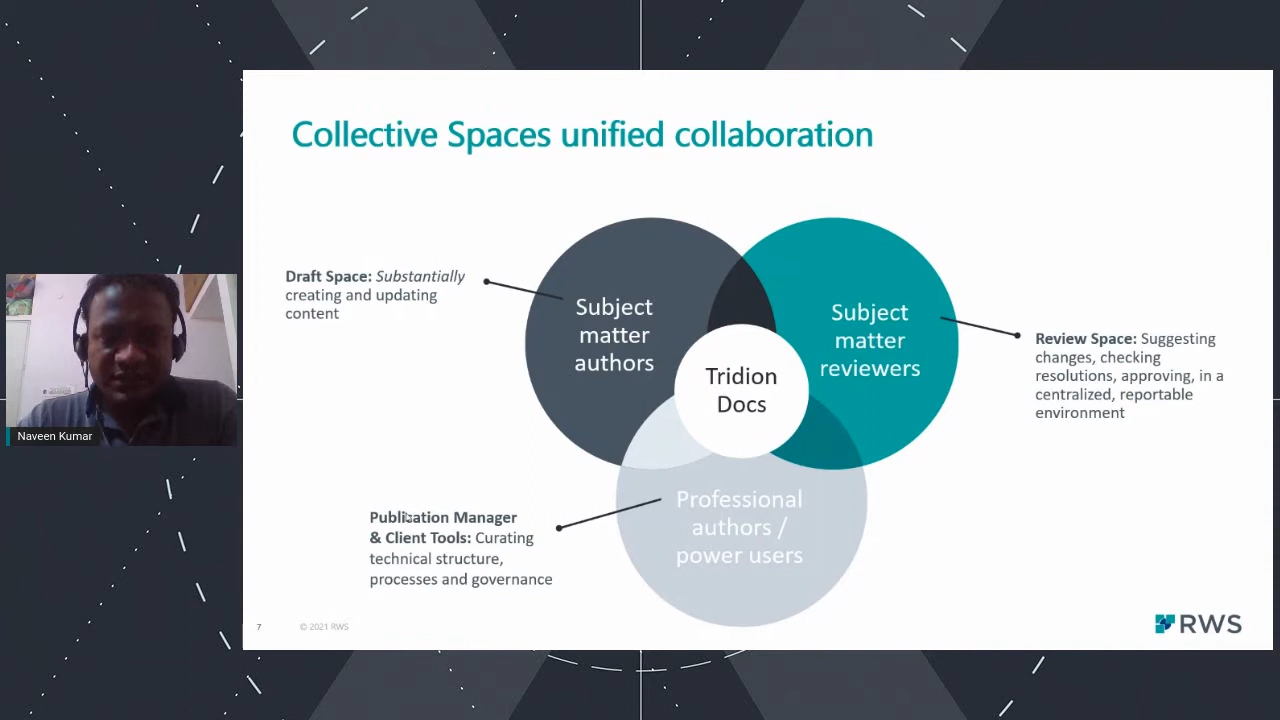 Collective Spaces unified collaboration
Draft Space: Substantially
creating and updating
content
Subject
matter
authors
Subject
matter
reviewers
Tridion
Docs
Review Space: Suggesting
changes, checking
resolutions, approving, in a
centralized, reportable
environment
Publication Manager
& Client Tools: Curating
technical structure,
processes and governance
Professional
authors /
power users
Naveen Kumar
7
© 2021 RWS
RWS